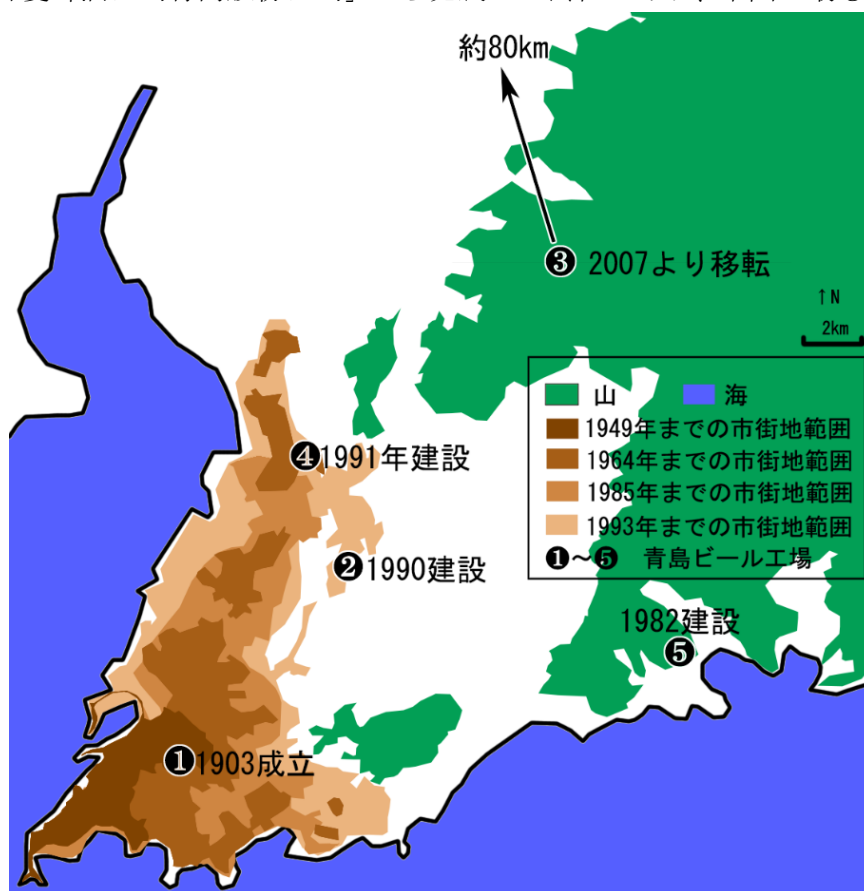 約80km
❸ 2007より移転
↑N
2km
山 海
1949年までの市街地範囲
❹1991年建設
1964年までの市街地範囲
1985年までの市街地範囲
1993年までの市街地範囲
❷1990建設
❶～❺ 青島ビール工場
1982建設
❺
❶1903成立